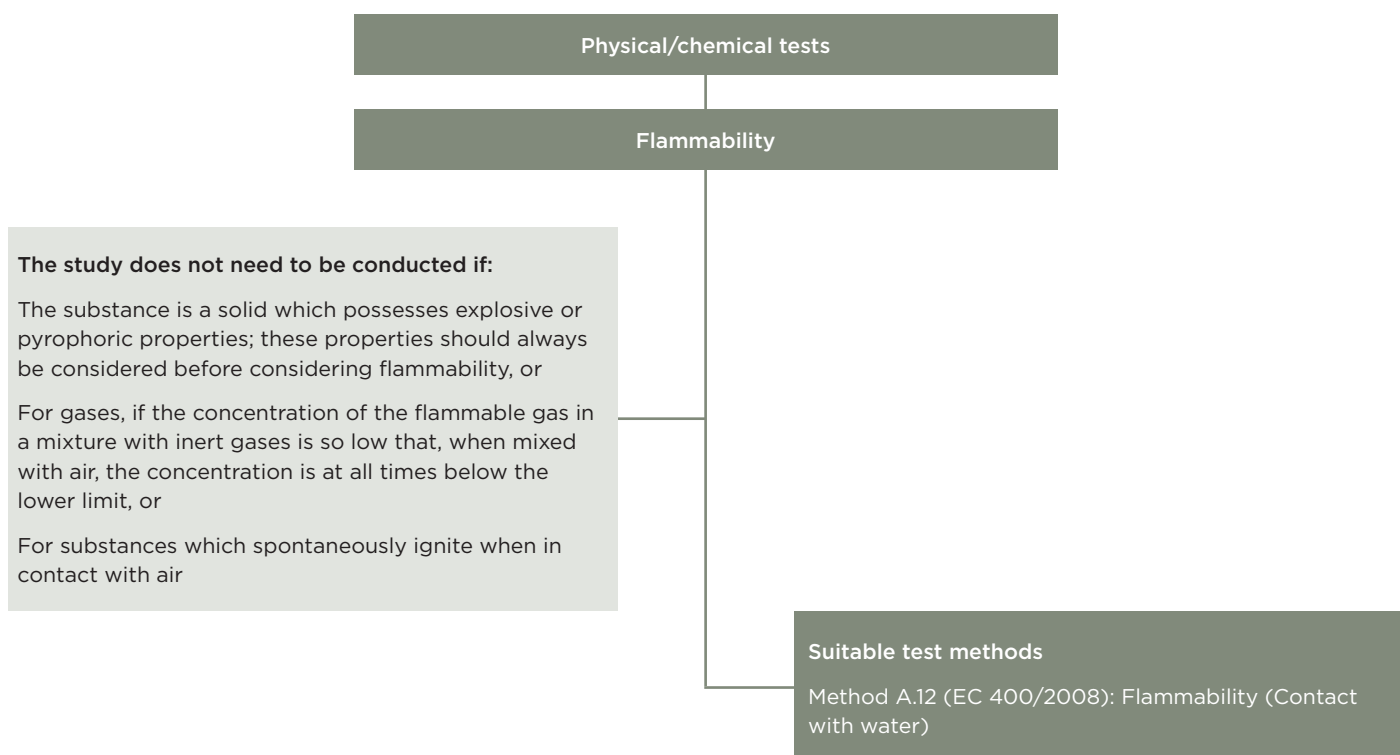 Physical/chemical tests
Flammability
The study does not need to be conducted if:
The substance is a solid which possesses explosive or
pyrophoric properties; these properties should always
be considered before considering flammability, or
For gases, if the concentration of the flammable gas in
a mixture with inert gases is so low that, when mixed
with air, the concentration is at all times below the
lower limit, or
For substances which spontaneously ignite when in
contact with air
Suitable test methods
Method A.12 (EC 400/2008): Flammability (Contact
with water)